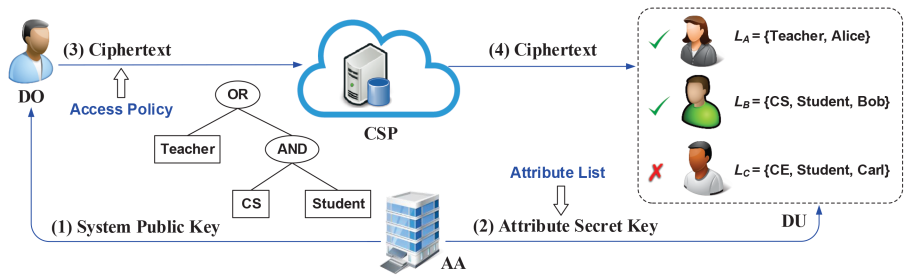 (3) Ciphertext
(4) Ciphertext
DO
Access Policy
OR
Teacher
AND
CS
Student
CSP
L_A = {Teacher, Alice}
L_B = {CS, Student, Bob}
L_C = {CE, Student, Carl}
Attribute List
(1) System Public Key
(2) Attribute Secret Key
DU
AA